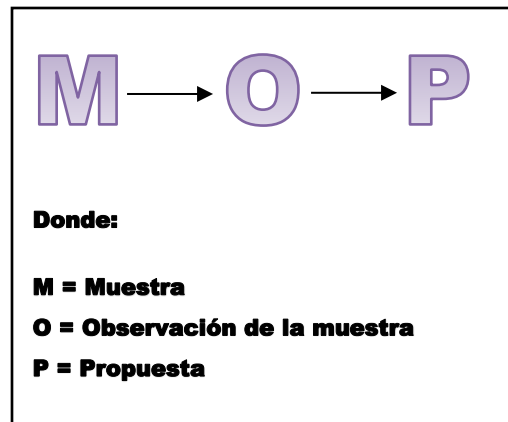 M O P
Donde:
M = Muestra
O = Observación de la muestra
P = Propuesta